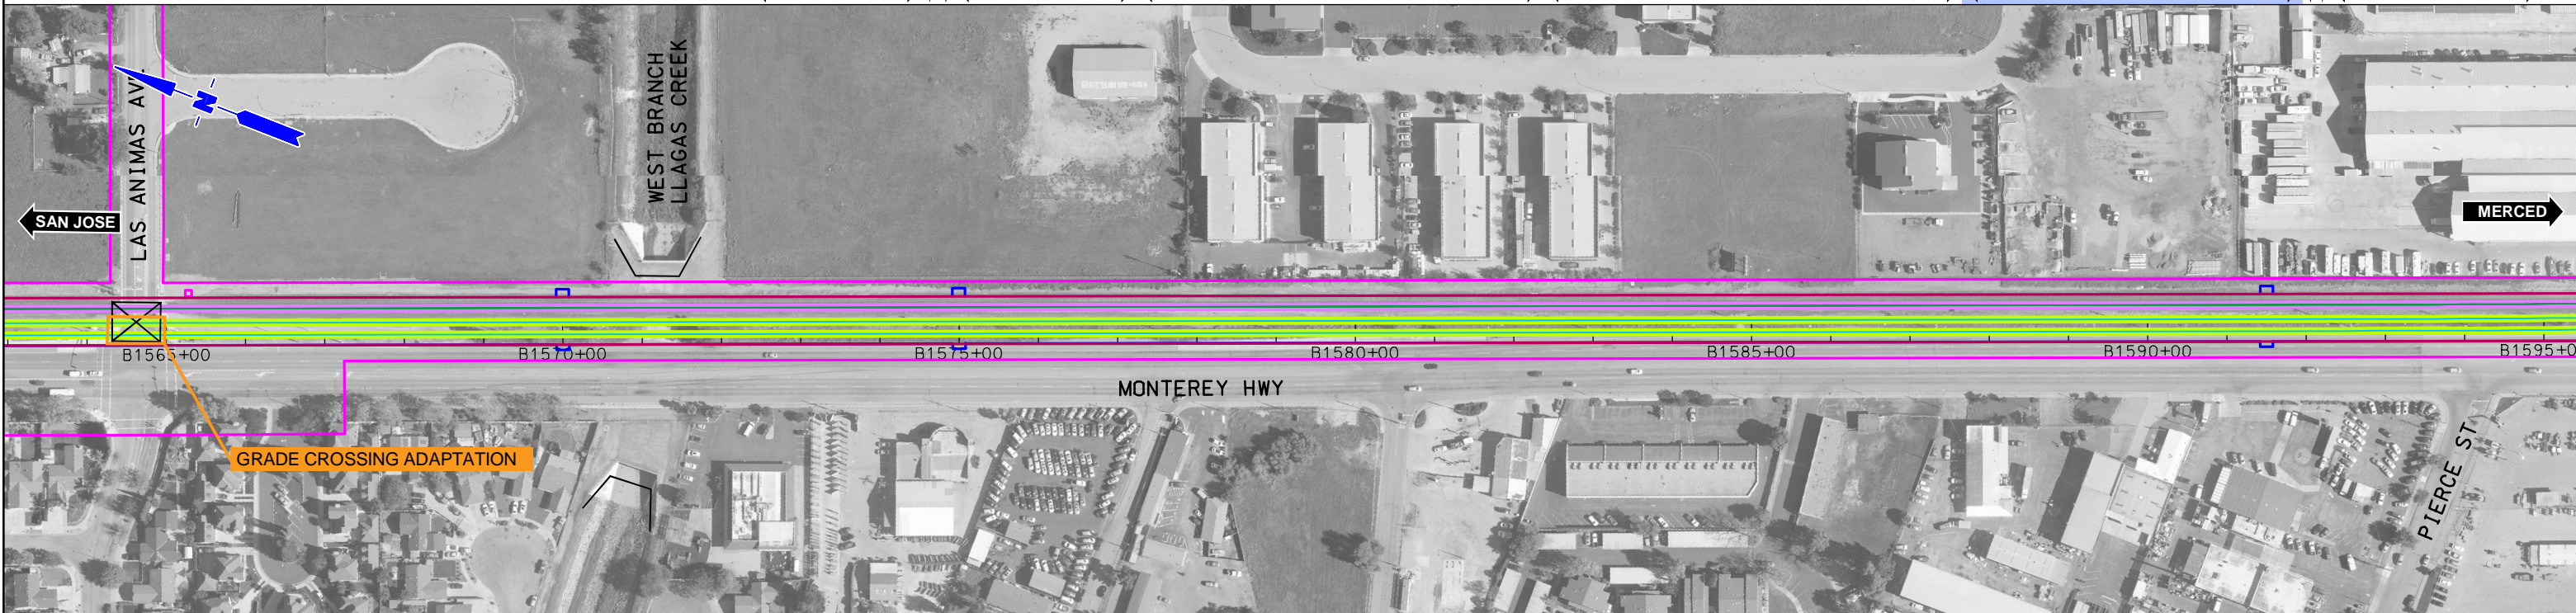 WEST BRANCH
LLAGAS CREEK
LAS ANIMAS AVE
N
SAN JOSE
MERCED
B1565+00
B1570+00
B1575+00
B1580+00
B1585+00
B1590+00
B1595+0
MONTEREY HWY
GRADE CROSSING ADAPTATION
PIERCE ST